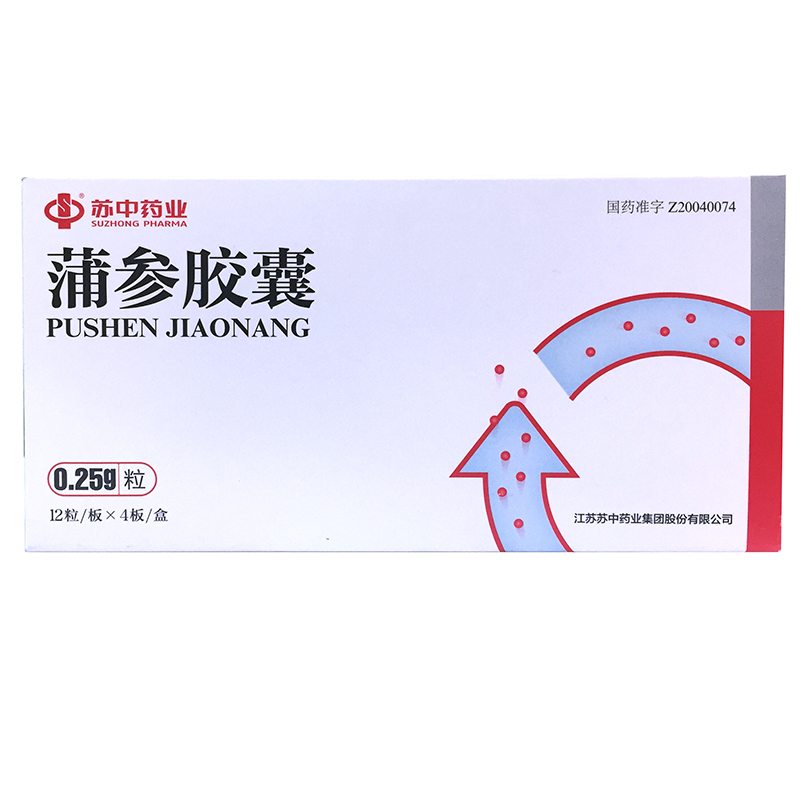 苏中药业®
SUZHONG PHARMA
国药准字 Z20040074
蒲参胶囊
PUSHEN JIAONANG
0.25g 粒
12粒/板×4板/盒
江苏苏中药业集团股份有限公司